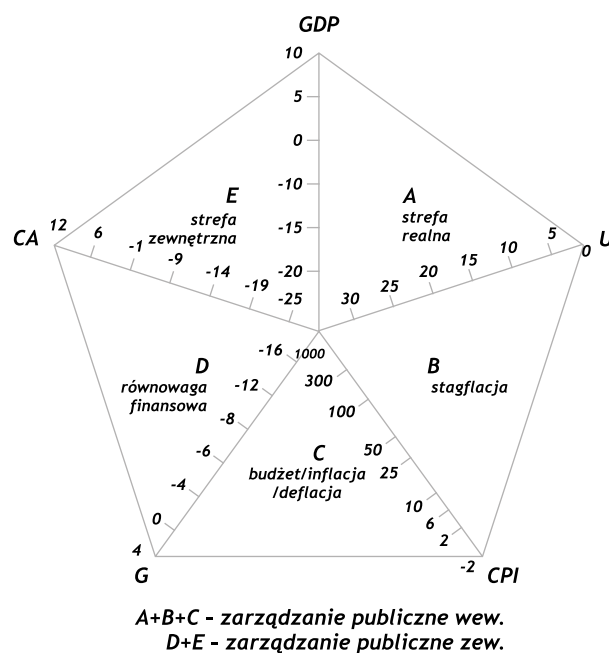 GDP
10
5
0
-10
-15
-20
-25
E
strefa
zewnętrzna
A
strefa
realna
CA
12
6
-1
-9
-14
-19
U
0
5
10
15
20
25
30
D
równowaga
finansowa
B
stagflacja
-16
-12
-8
-6
-4
0
4
G
1000
300
100
50
25
10
6
2
-2
CPI
C
budżet/inflacja
/deflacja
A+B+C – zarządzanie publiczne wew.
D+E – zarządzanie publiczne zew.